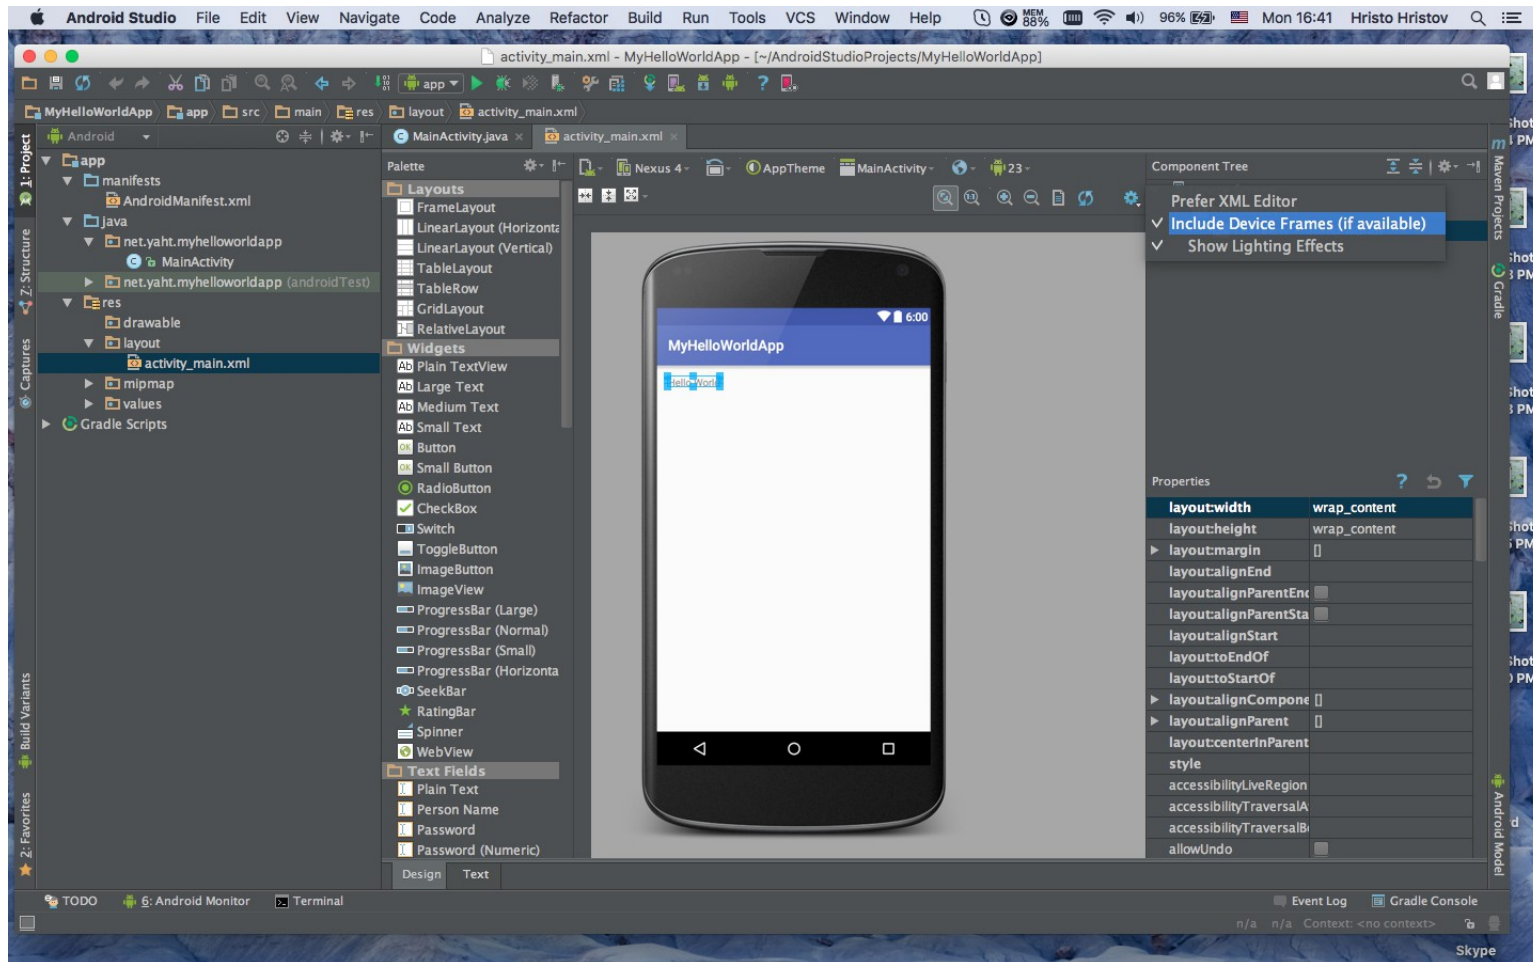 Android Studio File Edit View Navigate Code Analyze Refactor Build Run Tools VCS Window Help MEM 88% 96% Mon 16:41 Hristo Hristov
activity_main.xml - MyHelloWorldApp - [~/AndroidStudioProjects/MyHelloWorldApp]
app
MyHelloWorldApp app src main res layout activity_main.xml
Android
MainActivity.java
activity_main.xml
1: Project
Z: Structure
Captures
Build Variants
2: Favorites
app
manifests
AndroidManifest.xml
java
net.yaht.myhelloworldapp
MainActivity
net.yaht.myhelloworldapp (androidTest)
res
drawable
layout
activity_main.xml
mipmap
values
Gradle Scripts
Palette
Layouts
FrameLayout
LinearLayout (Horizonta
LinearLayout (Vertical)
TableLayout
TableRow
GridLayout
RelativeLayout
Widgets
Plain TextView
Large Text
Medium Text
Small Text
Button
Small Button
RadioButton
CheckBox
Switch
ToggleButton
ImageButton
ImageView
ProgressBar (Large)
ProgressBar (Normal)
ProgressBar (Small)
ProgressBar (Horizonta
SeekBar
RatingBar
Spinner
WebView
Text Fields
Plain Text
Person Name
Password
Password (Numeric)
Design Text
Nexus 4 AppTheme MainActivity 23
6:00
MyHelloWorldApp
Hello World
Component Tree
Prefer XML Editor
Include Device Frames (if available)
Show Lighting Effects
Properties
layout:width wrap_content
layout:height wrap_content
layout:margin []
layout:alignEnd
layout:alignParentEnd
layout:alignParentSta
layout:alignStart
layout:toEndOf
layout:toStartOf
layout:alignCompone []
layout:alignParent []
layout:centerInParent
style
accessibilityLiveRegion
accessibilityTraversalA
accessibilityTraversalB
allowUndo
Maven Projects
Gradle
Android Model
TODO 6: Android Monitor Terminal Event Log Gradle Console
n/a n/a Context: <no context>
Skype